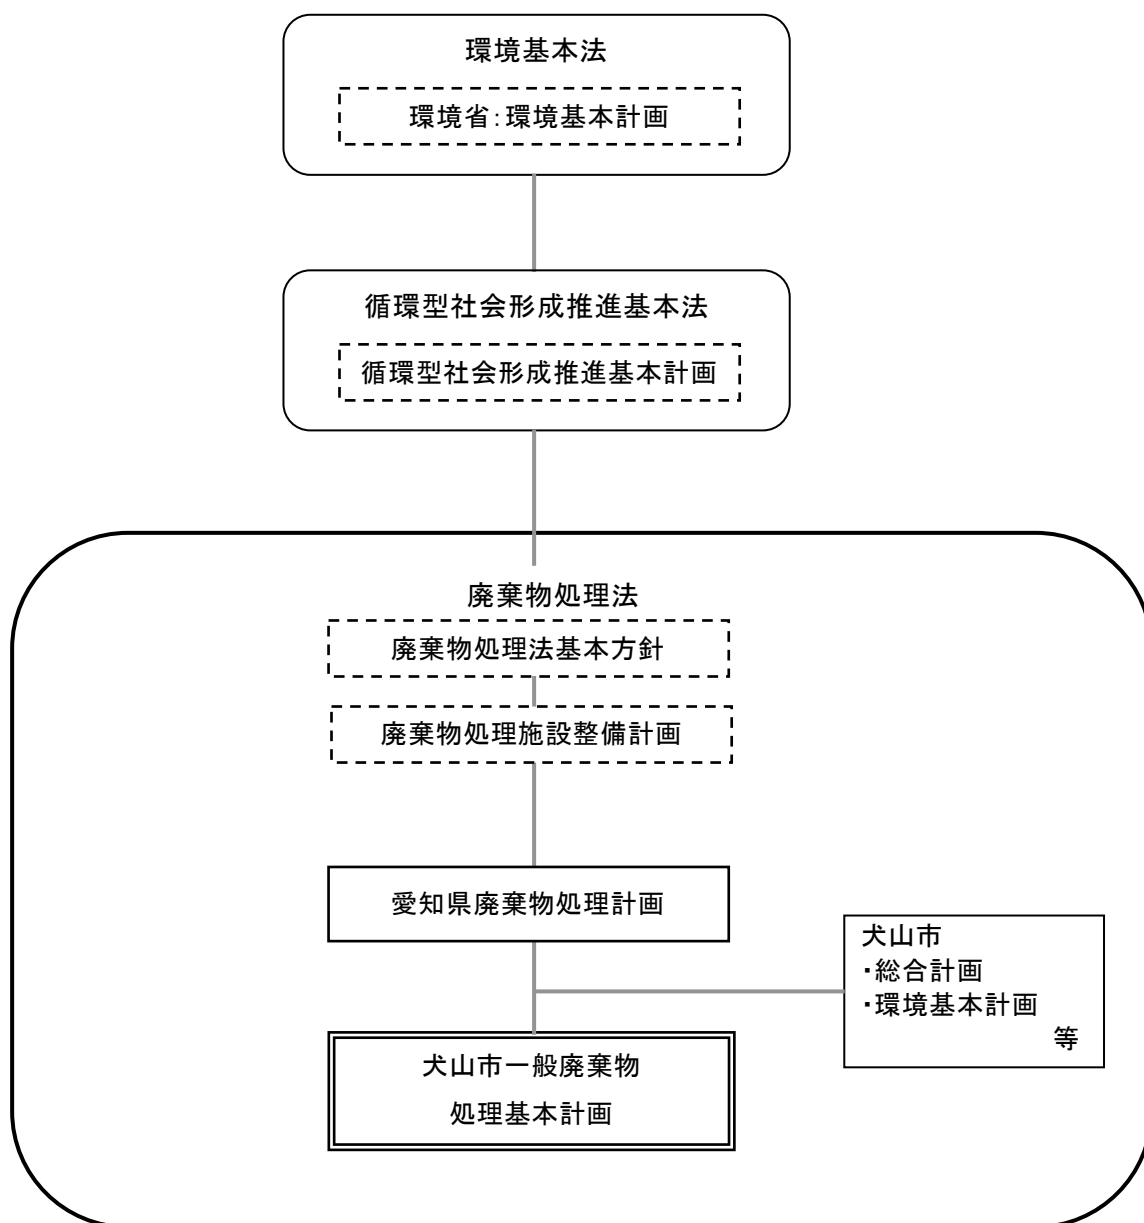 環境基本法
環境省：環境基本計画
循環型社会形成推進基本法
循環型社会形成推進基本計画
廃棄物処理法
廃棄物処理法基本方針
廃棄物処理施設整備計画
愛知県廃棄物処理計画
犬山市
・総合計画
・環境基本計画
等
犬山市一般廃棄物
処理基本計画